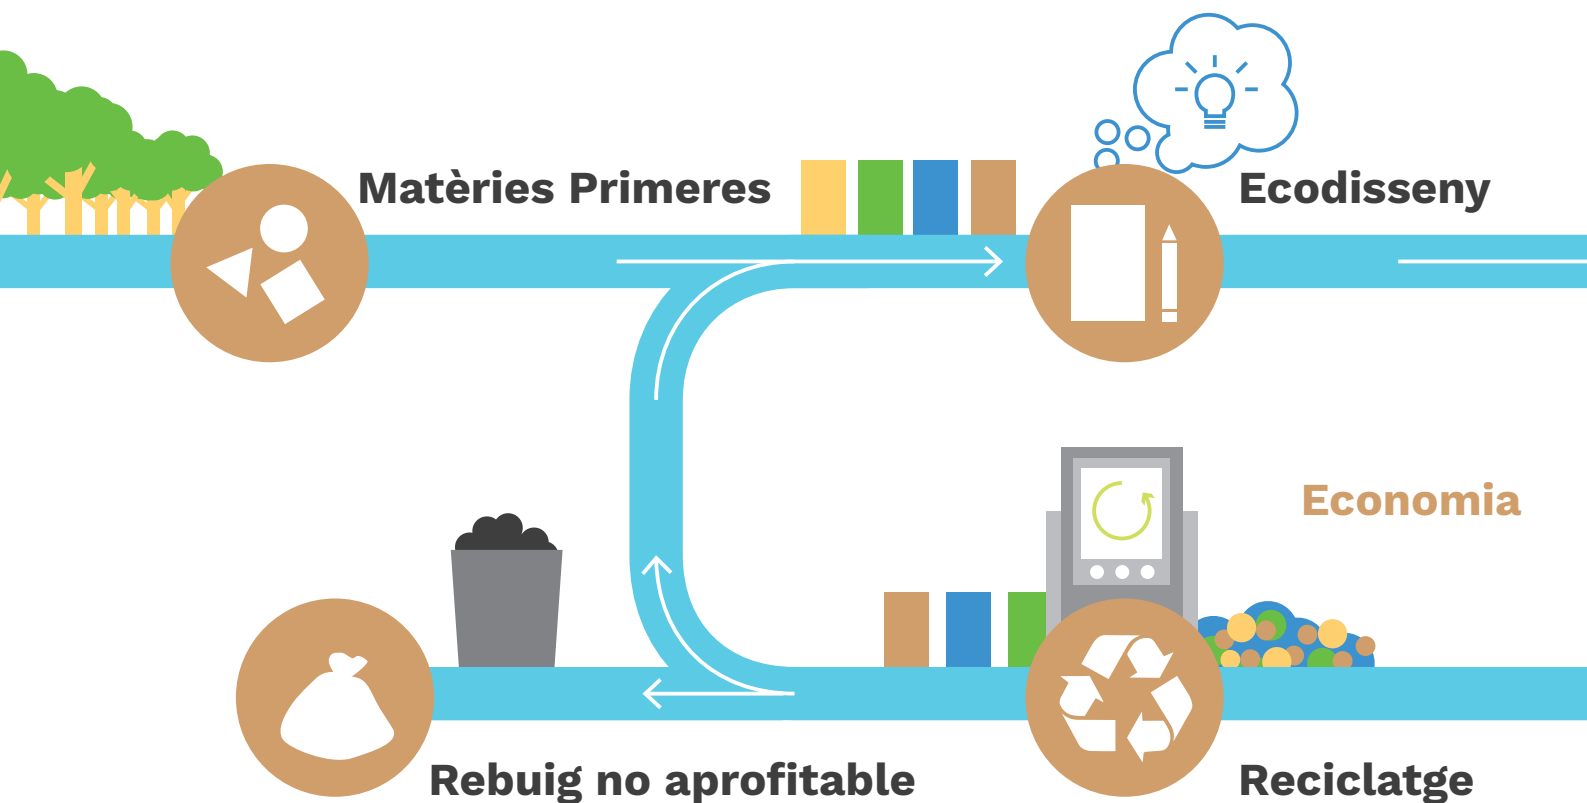 Matèries Primeres
Ecodisseny
Economia
Rebuig no aprofitable
Reciclatge